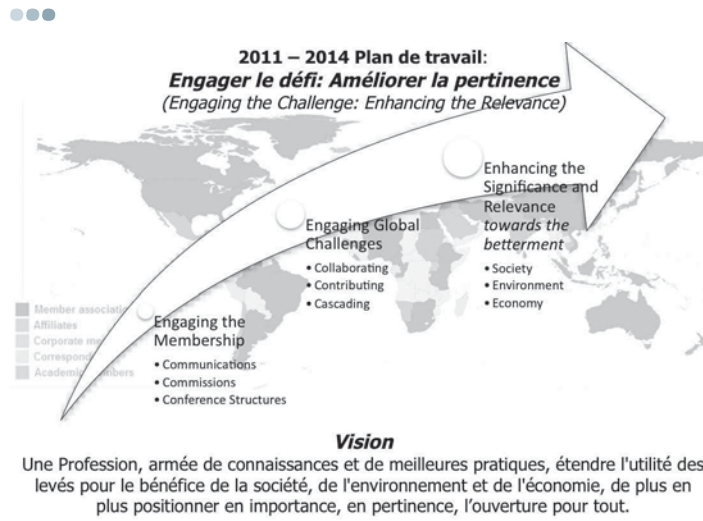 2011 – 2014 Plan de travail:
Engager le défi: Améliorer la pertinence
(Engaging the Challenge: Enhancing the Relevance)
Enhancing the
Significance and
Relevance
towards the
betterment
• Society
• Environment
• Economy
Engaging Global
Challenges
• Collaborating
• Contributing
• Cascading
Engaging the
Membership
• Communications
• Commissions
• Conference Structures
Member
Affiliates
Corporate
Vision
Une Profession, armée de connaissances et de meilleures pratiques, étendre l'utilité des
levés pour le bénéfice de la société, de l'environnement et de l'économie, de plus en
plus positionner en importance, en pertinence, l’ouverture pour tout.